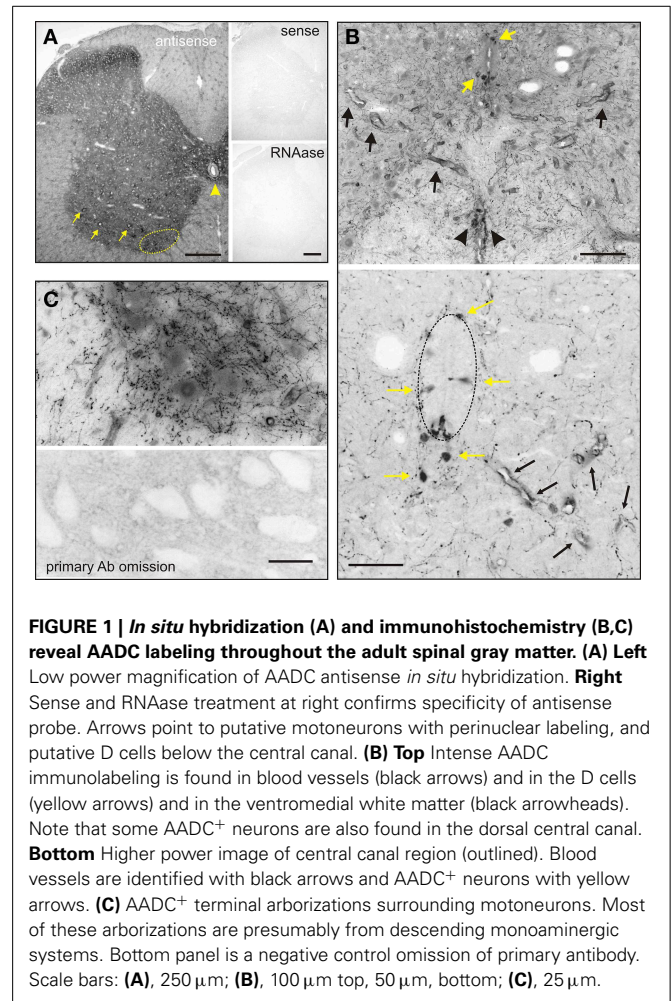 A
antisense
sense
RNAase
B
C
primary Ab omission
FIGURE 1 | In situ hybridization (A) and immunohistochemistry (B,C)
reveal AADC labeling throughout the adult spinal gray matter. (A) Left
Low power magnification of AADC antisense in situ hybridization. Right
Sense and RNAase treatment at right confirms specificity of antisense
probe. Arrows point to putative motoneurons with perinuclear labeling, and
putative D cells below the central canal. (B) Top Intense AADC
immunolabeling is found in blood vessels (black arrows) and in the D cells
(yellow arrows) and in the ventromedial white matter (black arrowheads).
Note that some AADC+ neurons are also found in the dorsal central canal.
Bottom Higher power image of central canal region (outlined). Blood
vessels are identified with black arrows and AADC+ neurons with yellow
arrows. (C) AADC+ terminal arborizations surrounding motoneurons. Most
of these arborizations are presumably from descending monoaminergic
systems. Bottom panel is a negative control omission of primary antibody.
Scale bars: (A), 250 μm; (B), 100 μm top, 50 μm, bottom; (C), 25 μm.